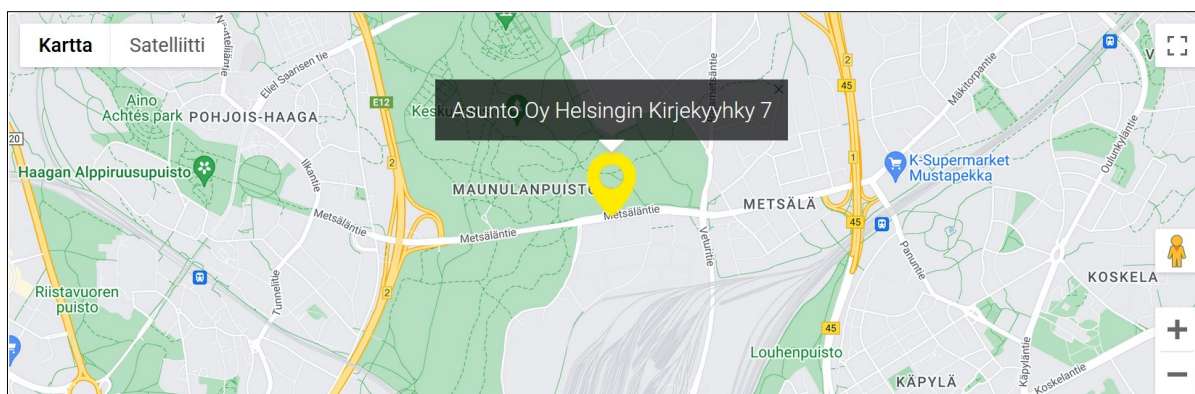 Kartta
Satelliitti
Eliel Saarisen tie
Aino
Achtés park
POHJOIS-HAAGA
20
Haagan Alppiruusupuisto
Ilkantie
E12
2
Asunto Oy Helsingin Kirjekyyhky 7
2
45
V
Mäkitorpantie
Oulunkyläntie
1
K-Supermarket
Mustapekka
MAUNULANPUISTO
METSÄLÄ
Metsäläntie
Metsäläntie
Metsäläntie
45
Veturitie
Panuntie
KOSKELA
Riistavuoren
puisto
Tunnelitie
2
45
Louhenpuisto
KÄPYLÄ
Käpyläntie
Koskelantie